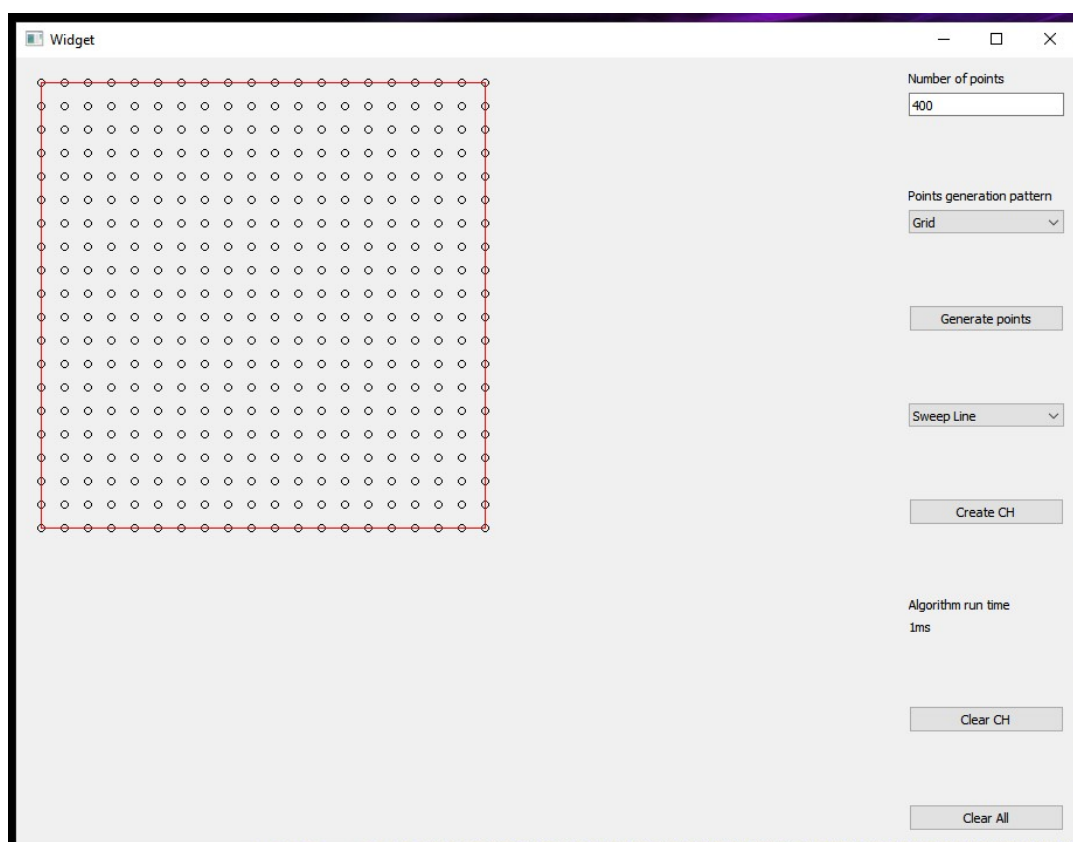 Widget
Number of points
400
Points generation pattern
Grid
Generate points
Sweep Line
Create CH
Algorithm run time
1ms
Clear CH
Clear All